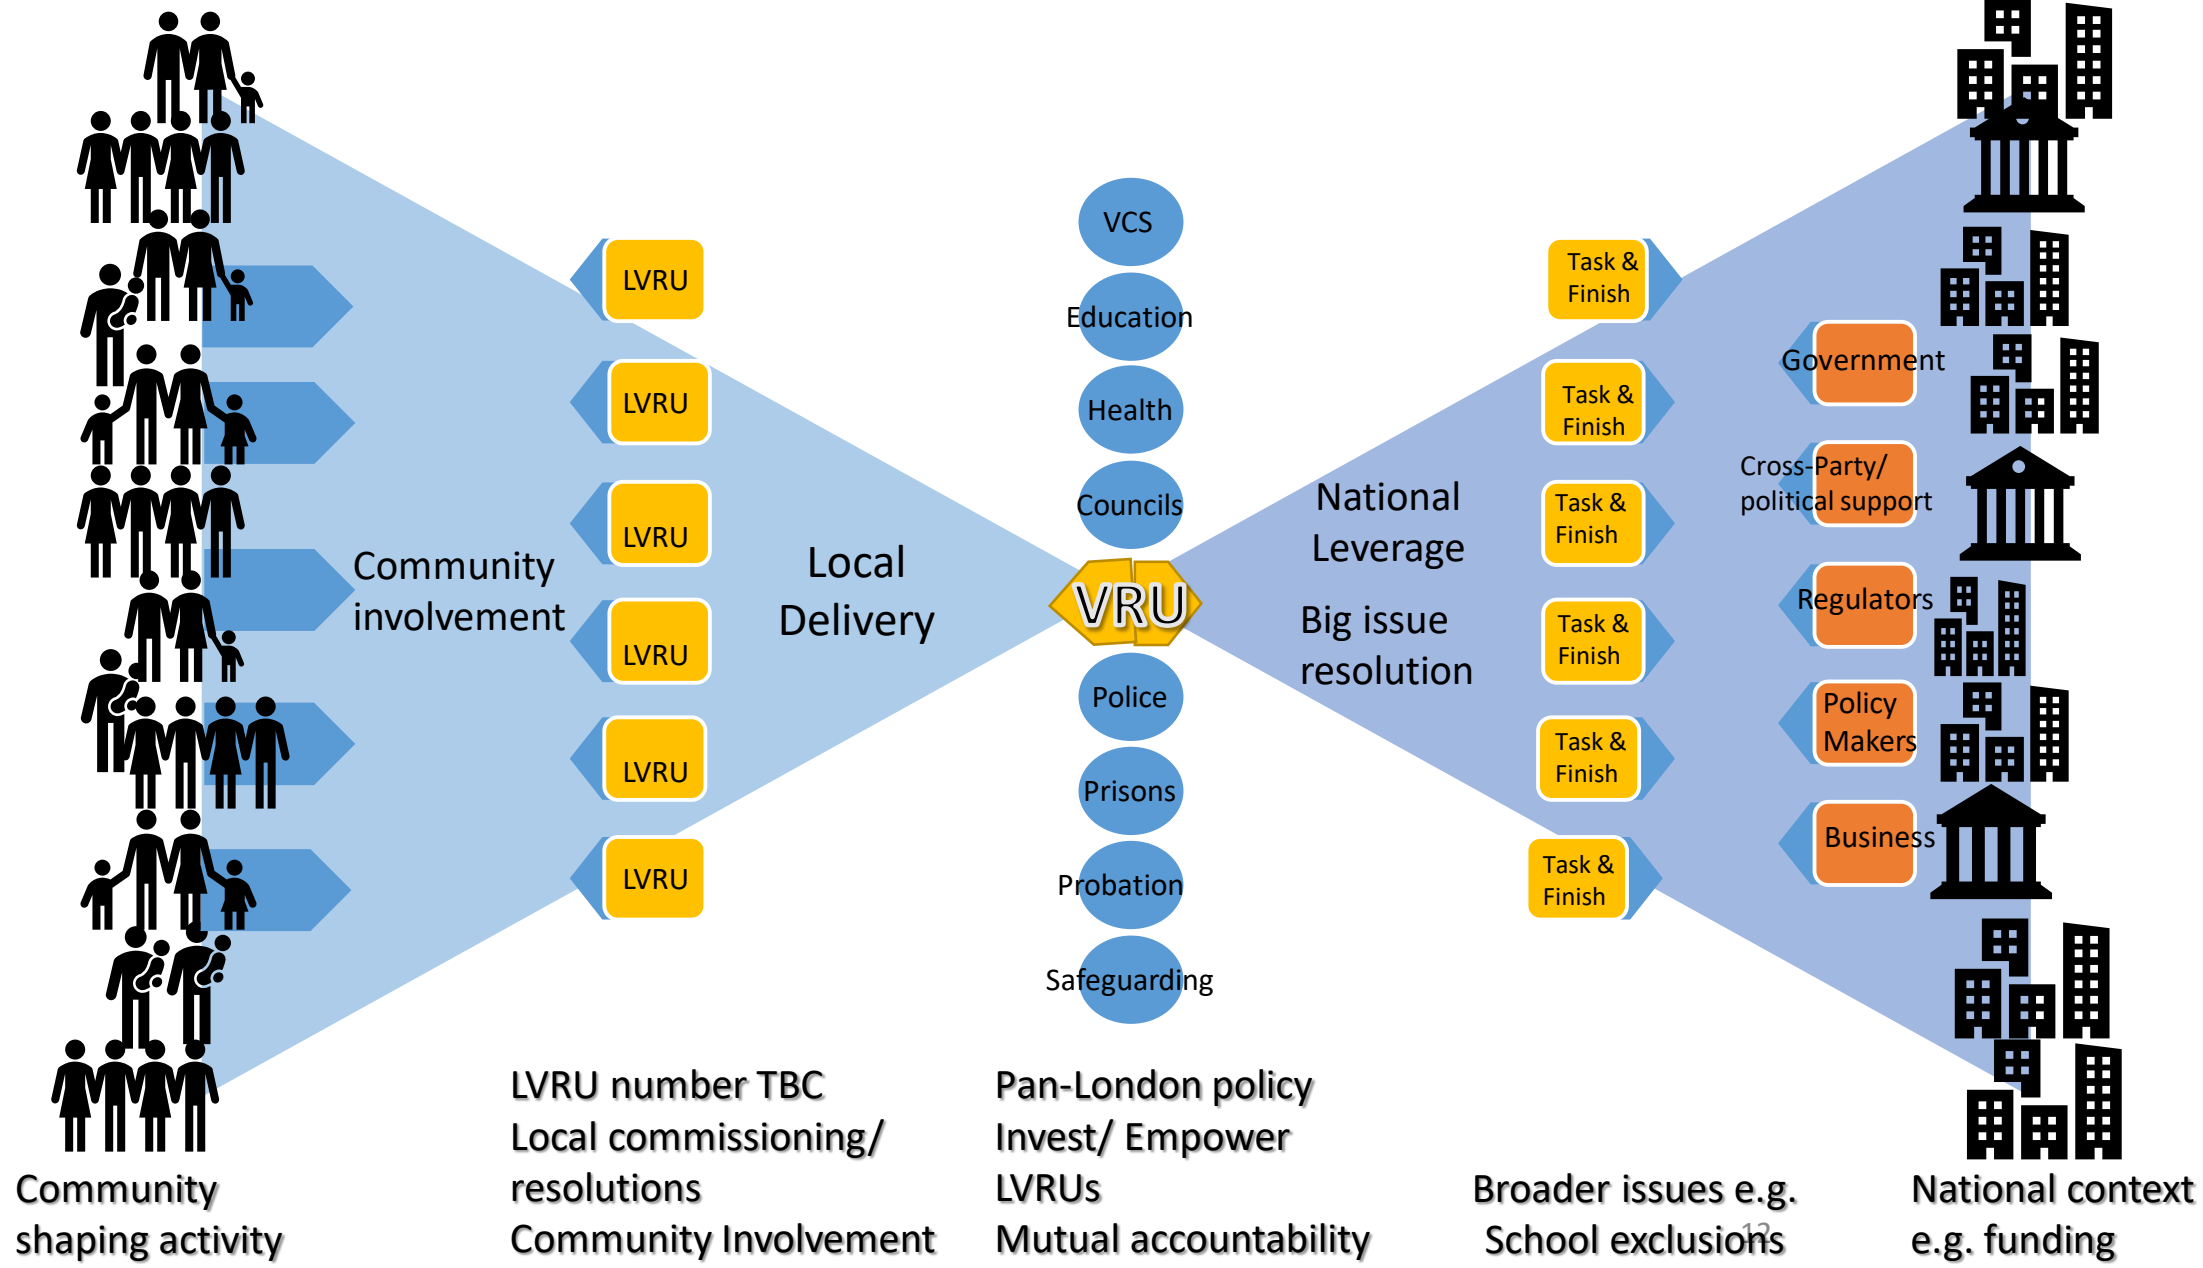 Community
involvement
LVRU
LVRU
LVRU
LVRU
LVRU
LVRU
Local
Delivery
VCS
Education
Health
Councils
VRU
Police
Prisons
Probation
Safeguarding
National
Leverage
Big issue
resolution
Task &
Finish
Task &
Finish
Task &
Finish
Task &
Finish
Task &
Finish
Task &
Finish
Government
Cross-Party/
political support
Regulators
Policy
Makers
Business
Community
shaping activity
LVRU number TBC
Local commissioning/
resolutions
Community Involvement
Pan-London policy
Invest/ Empower
LVRUs
Mutual accountability
Broader issues e.g.
School exclusions
12
National context
e.g. funding